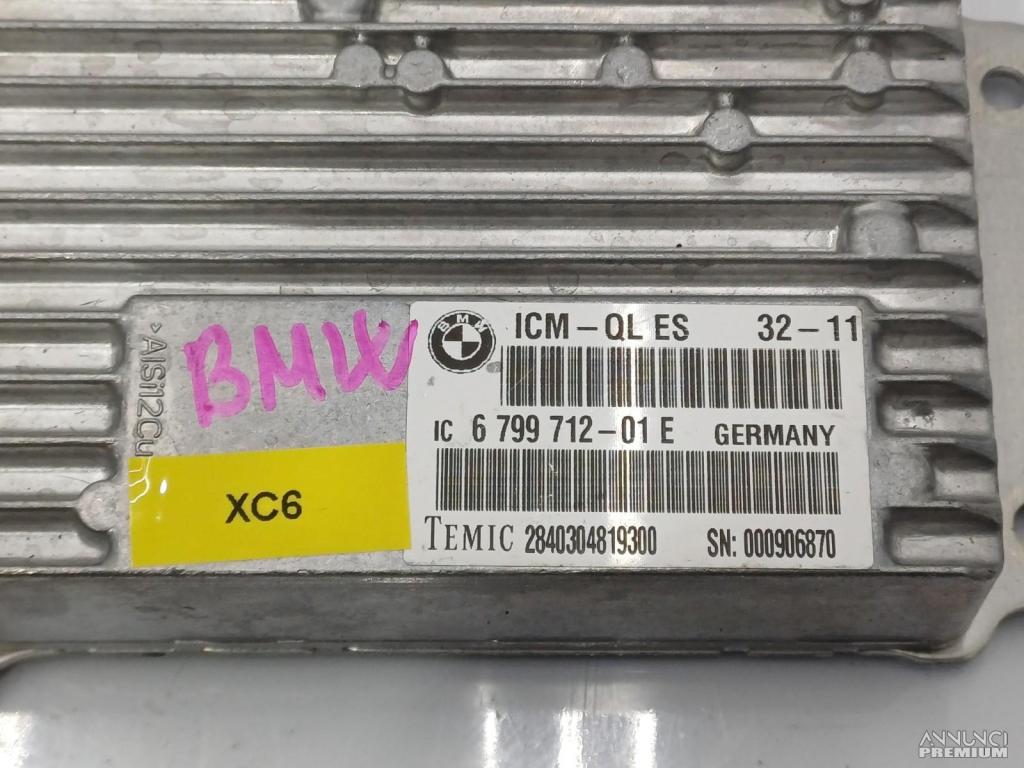 >AlSi12Cu
BMW
XC6
BMW
ICM-QL ES 32-11
IC 6 799 712-01 E GERMANY
TEMIC 2840304819300 SN: 000906870
ANNUNCI
PREMIUM